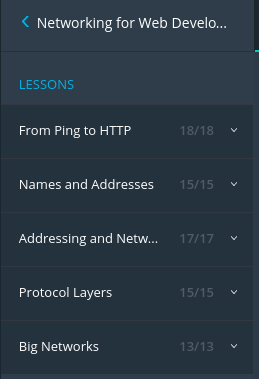 Networking for Web Develo...
LESSONS
From Ping to HTTP 18/18
Names and Addresses 15/15
Addressing and Netw... 17/17
Protocol Layers 15/15
Big Networks 13/13